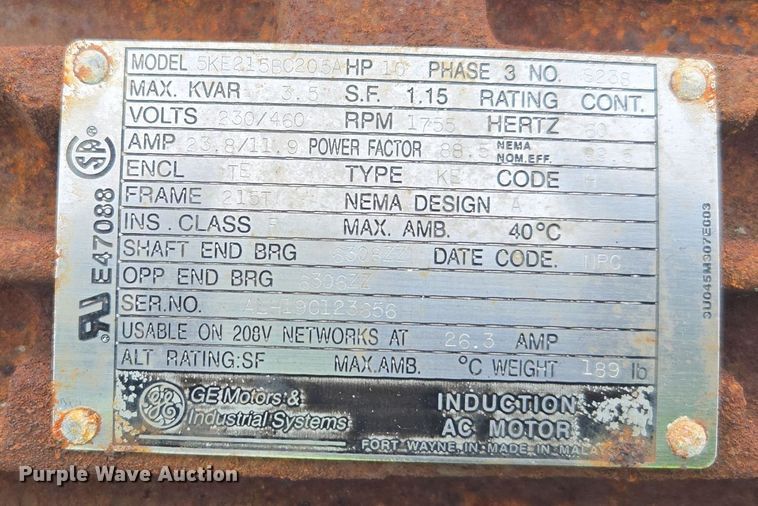 MODEL 5KE215BC205A HP 10 PHASE 3 NO. 9238
MAX. KVAR 3.5 S.F. 1.15 RATING CONT.
VOLTS 230/460 RPM 1755 HERTZ 60
AMP 23.8/11.9 POWER FACTOR 88.5 NEMA NOM.EFF.
ENCL TE TYPE KE CODE H
FRAME 215T NEMA DESIGN A
INS. CLASS F MAX. AMB. 40°C
SHAFT END BRG DATE CODE
OPP END BRG 6306ZZ
SER.NO.
USABLE ON 208V NETWORKS AT 26.3 AMP
ALT RATING:SF MAX.AMB. °C WEIGHT 189 lb
GE Motors & Industrial Systems
INDUCTION
AC MOTOR
FORT WAYNE, IN. MADE IN
E47088
3U045M307E003
Purple Wave Auction